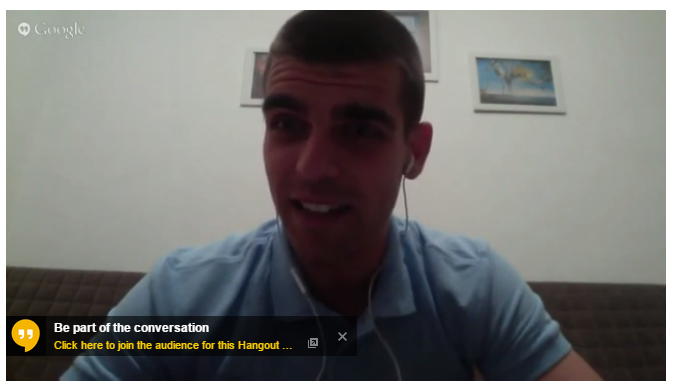 Google
Be part of the conversation
Click here to join the audience for this Hangout ...